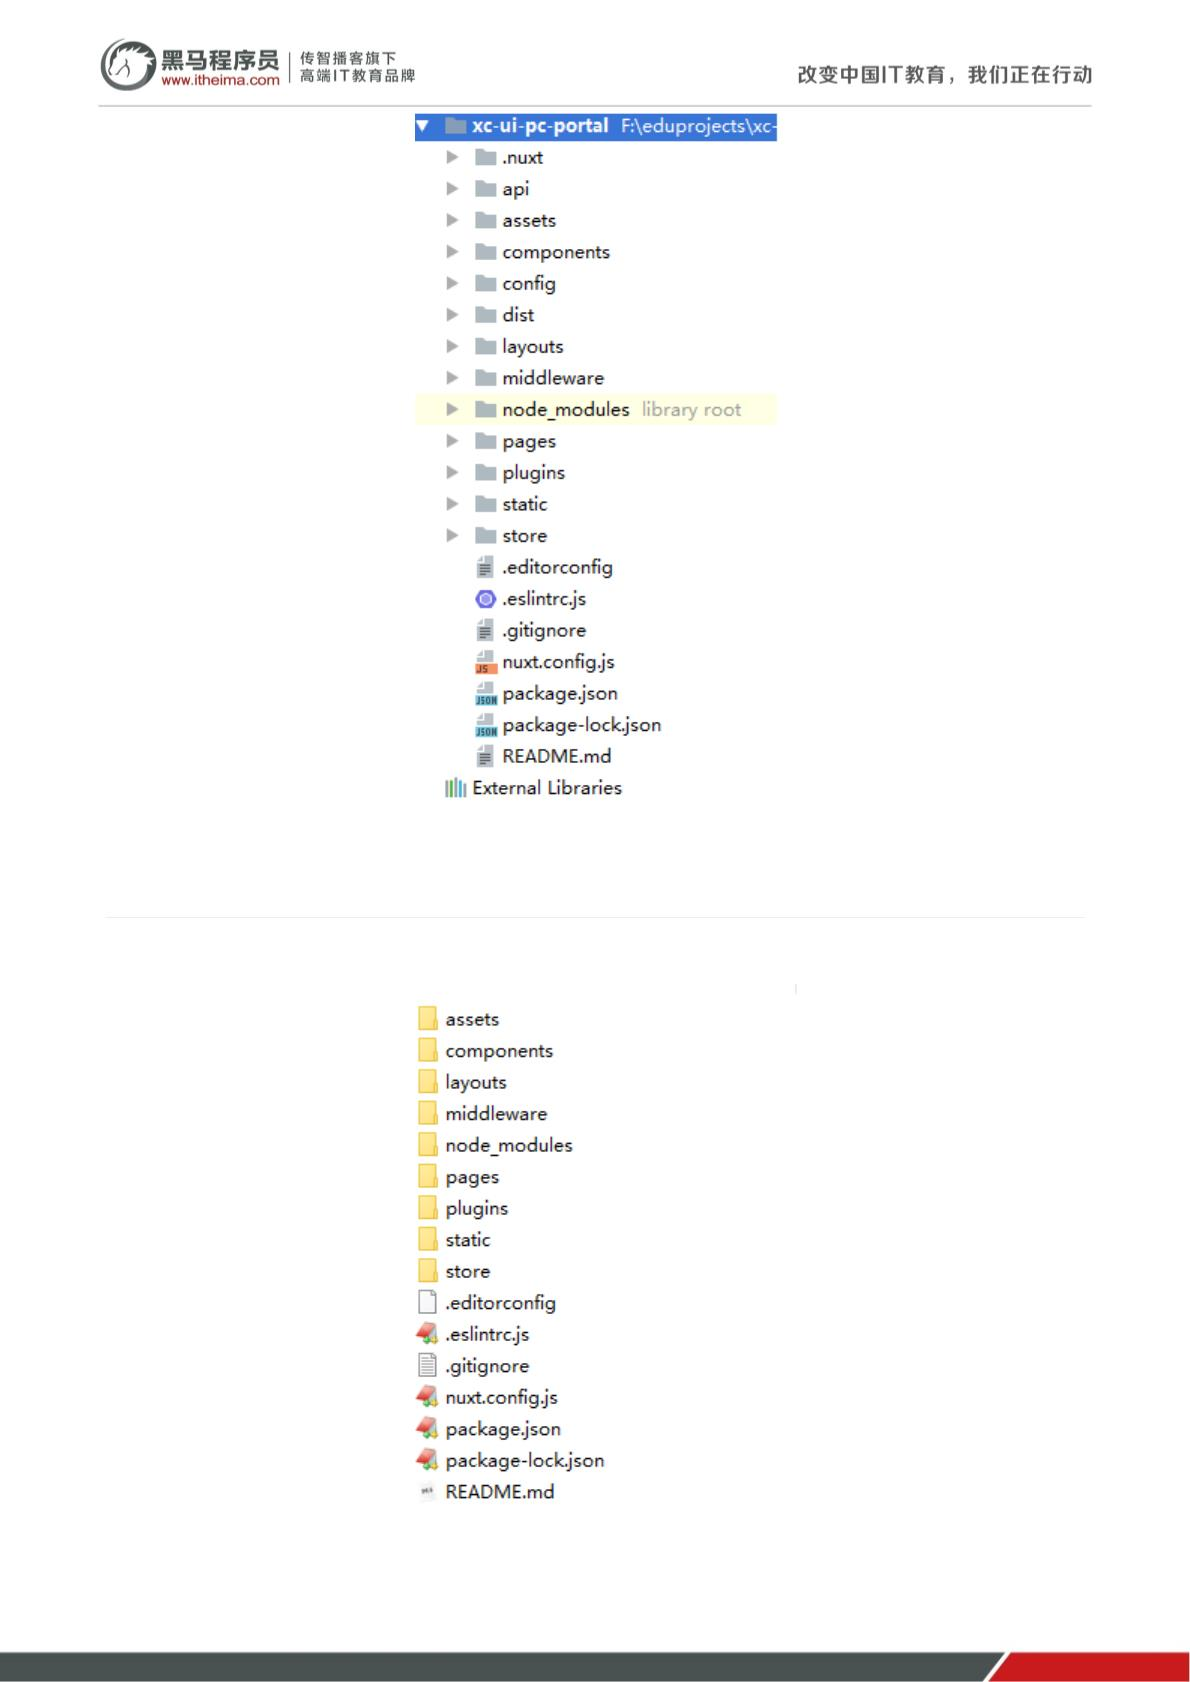 黑马程序员
www.itheima.com
传智播客旗下
高端IT教育品牌
改变中国IT教育，我们正在行动
xc-ui-pc-portal F:\eduprojects\xc-
.nuxt
api
assets
components
config
dist
layouts
middleware
node_modules library root
pages
plugins
static
store
.editorconfig
.eslintrc.js
.gitignore
nuxt.config.js
package.json
package-lock.json
README.md
External Libraries
assets
components
layouts
middleware
node_modules
pages
plugins
static
store
.editorconfig
.eslintrc.js
.gitignore
nuxt.config.js
package.json
package-lock.json
README.md